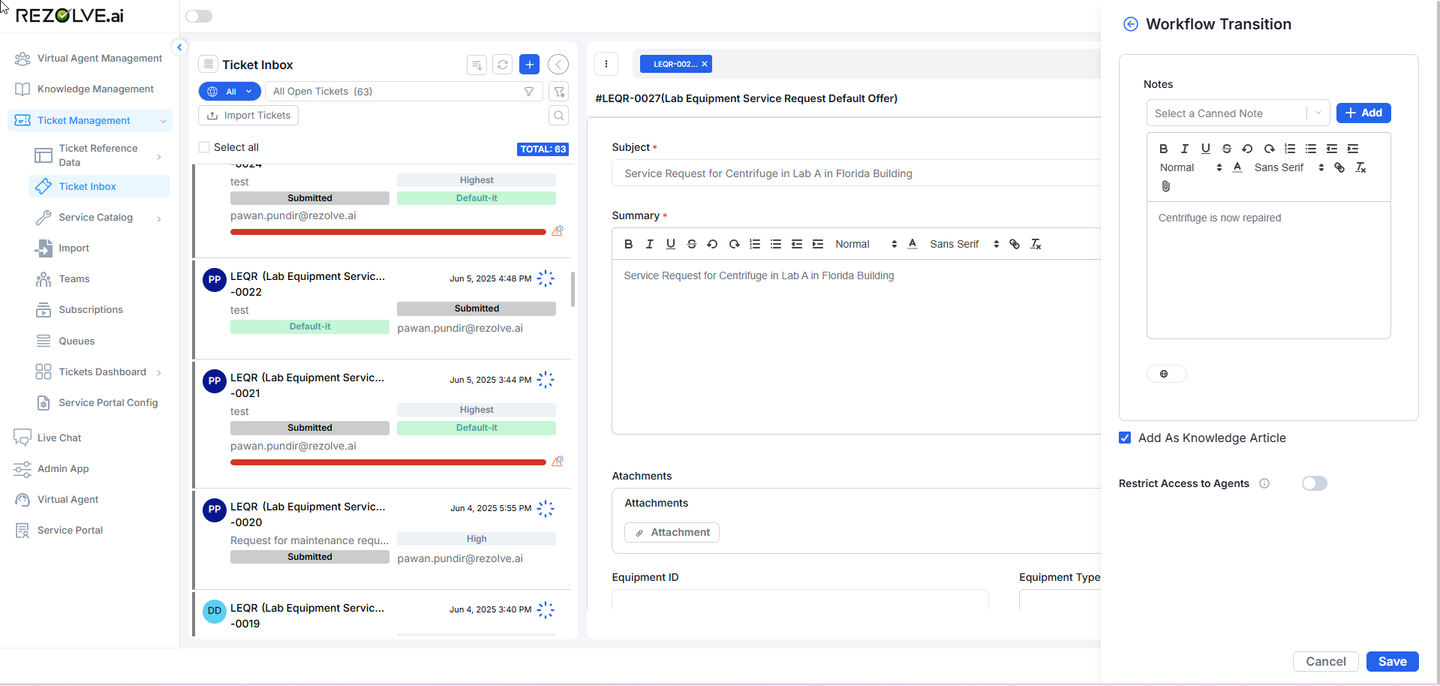 REZOLVE.ai
Virtual Agent Management
Knowledge Management
Ticket Management
Ticket Reference
Data
Ticket Inbox
Service Catalog
Import
Teams
Subscriptions
Queues
Tickets Dashboard
Service Portal Config
Live Chat
Admin App
Virtual Agent
Service Portal
Ticket Inbox
All
All Open Tickets (63)
Import Tickets
Select all
TOTAL: 63
-0024
test
Highest
Submitted
Default-it
pawan.pundir@rezolve.ai
PP
LEQR (Lab Equipment Servic...
Jun 5, 2025 4:48 PM
-0022
test
Submitted
Default-it
pawan.pundir@rezolve.ai
PP
LEQR (Lab Equipment Servic...
Jun 5, 2025 3:44 PM
-0021
test
Highest
Submitted
Default-it
pawan.pundir@rezolve.ai
PP
LEQR (Lab Equipment Servic...
Jun 4, 2025 5:55 PM
-0020
Request for maintenance requ...
High
Submitted
pawan.pundir@rezolve.ai
DD
LEQR (Lab Equipment Servic...
Jun 4, 2025 3:40 PM
-0019
LEQR-002...
#LEQR-0027(Lab Equipment Service Request Default Offer)
Subject *
Service Request for Centrifuge in Lab A in Florida Building
Summary *
B I U S Normal A Sans Serif
Service Request for Centrifuge in Lab A in Florida Building
Atachments
Attachments
Attachment
Equipment ID
Equipment Type
Workflow Transition
Notes
Select a Canned Note
+ Add
B I U S
Normal A Sans Serif
Centrifuge is now repaired
Add As Knowledge Article
Restrict Access to Agents
Cancel
Save